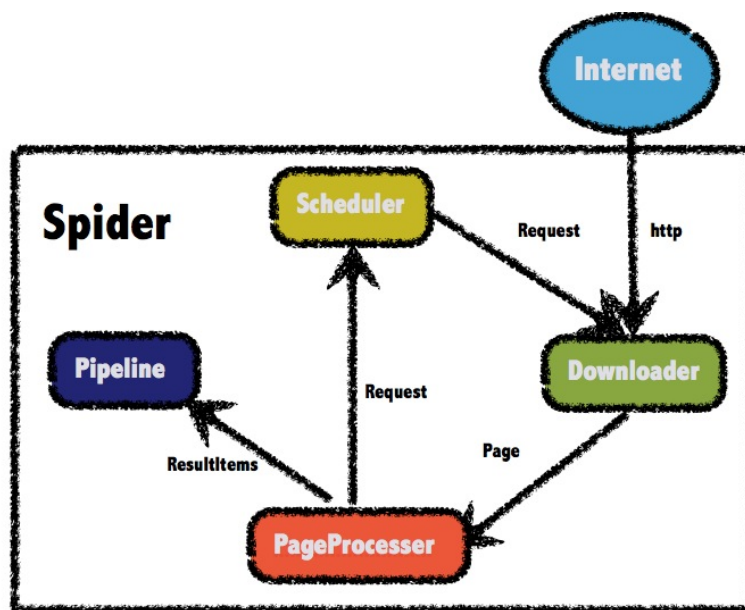 Internet
Spider
Scheduler
Request
http
Pipeline
Downloader
Request
Page
ResultItems
PageProcesser